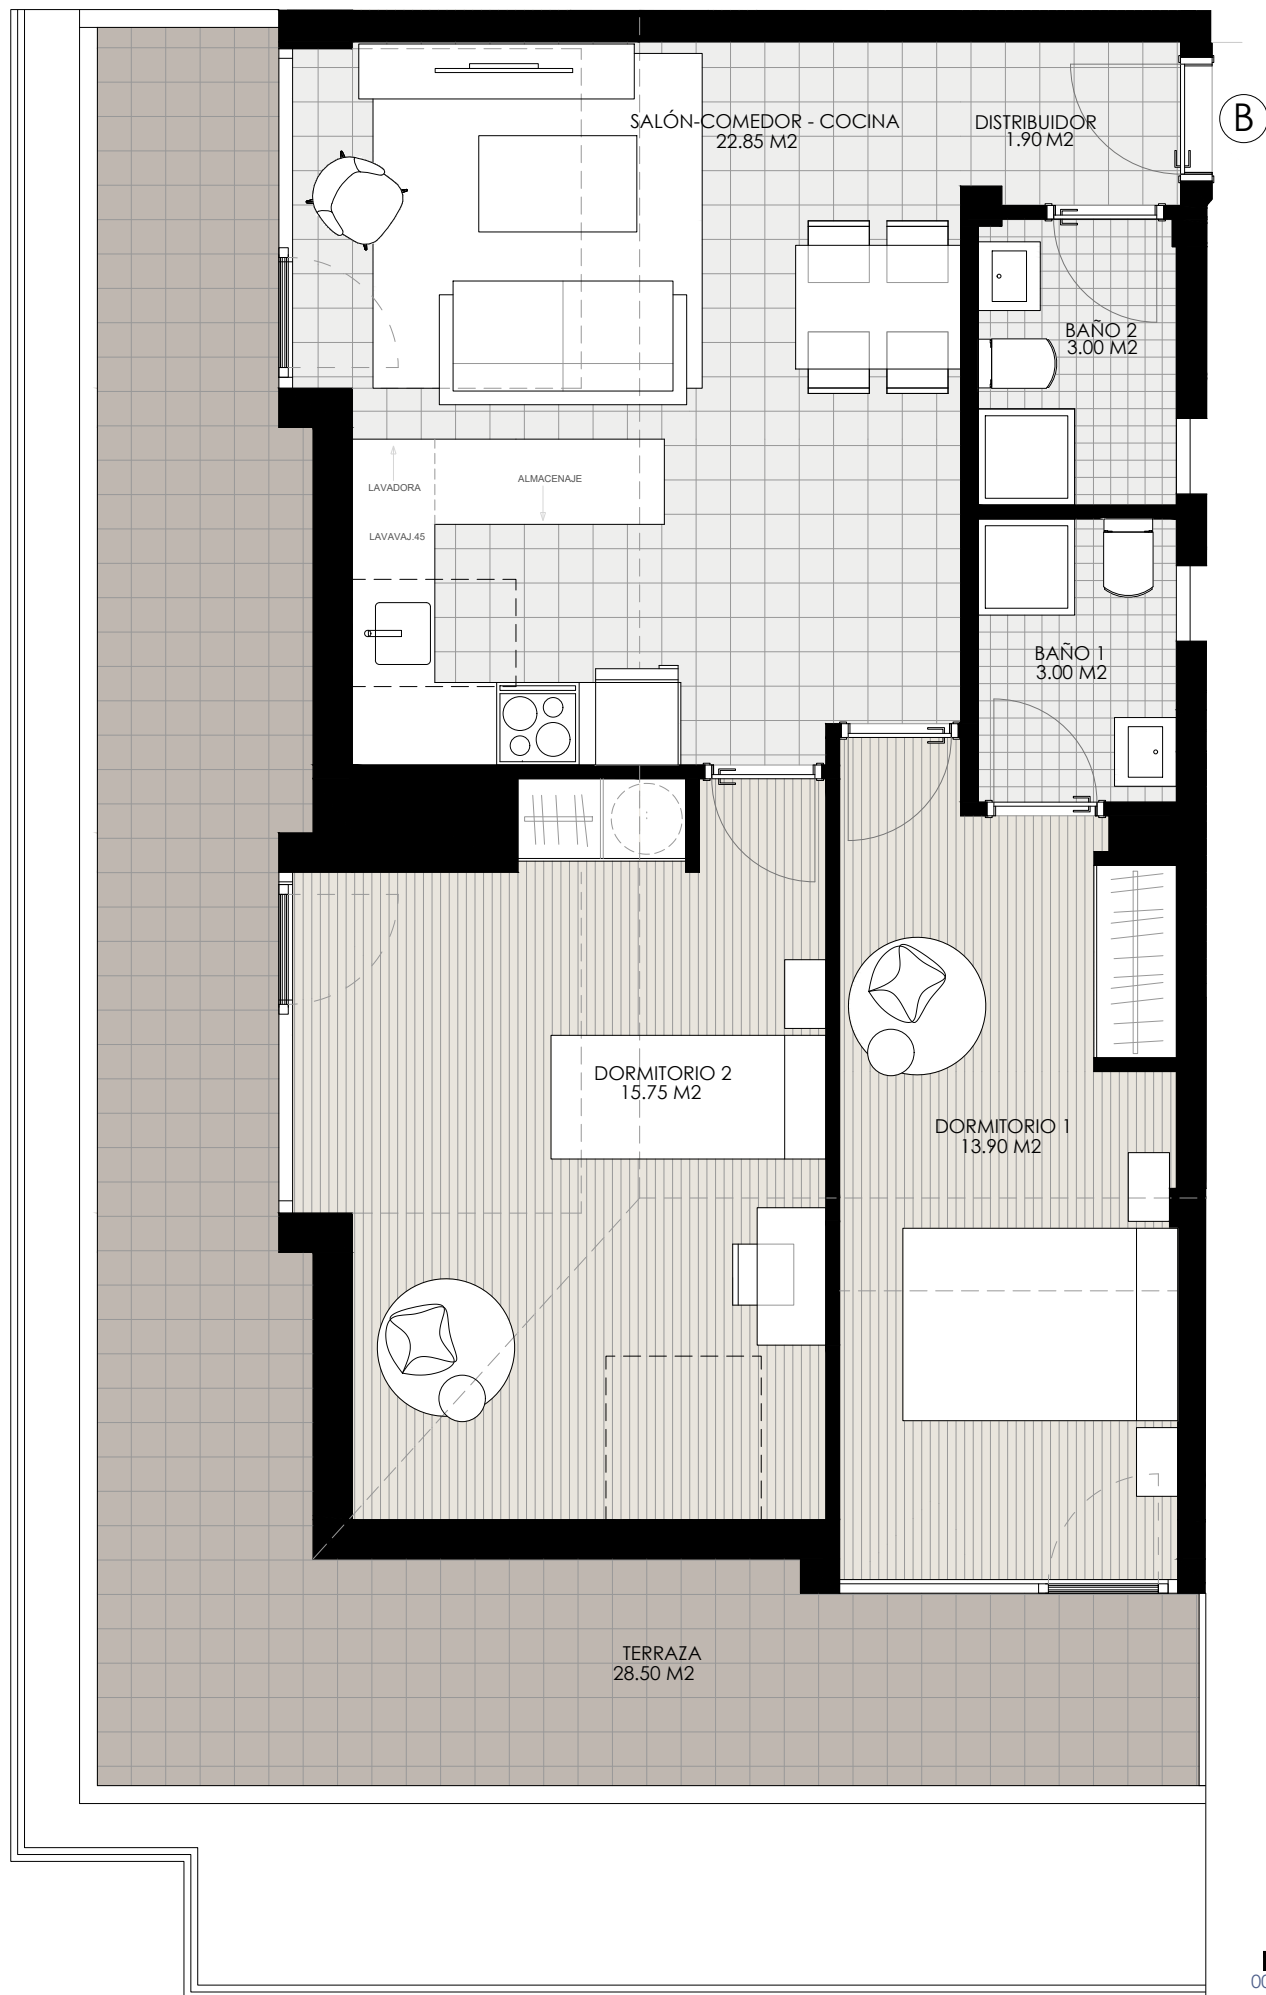 SALÓN-COMEDOR - COCINA
22.85 M2
DISTRIBUIDOR
1.90 M2
B
BAÑO 2
3.00 M2
LAVADORA
ALMACENAJE
LAVAVAJ.45
BAÑO 1
3.00 M2
DORMITORIO 2
15.75 M2
DORMITORIO 1
13.90 M2
TERRAZA
28.50 M2
00